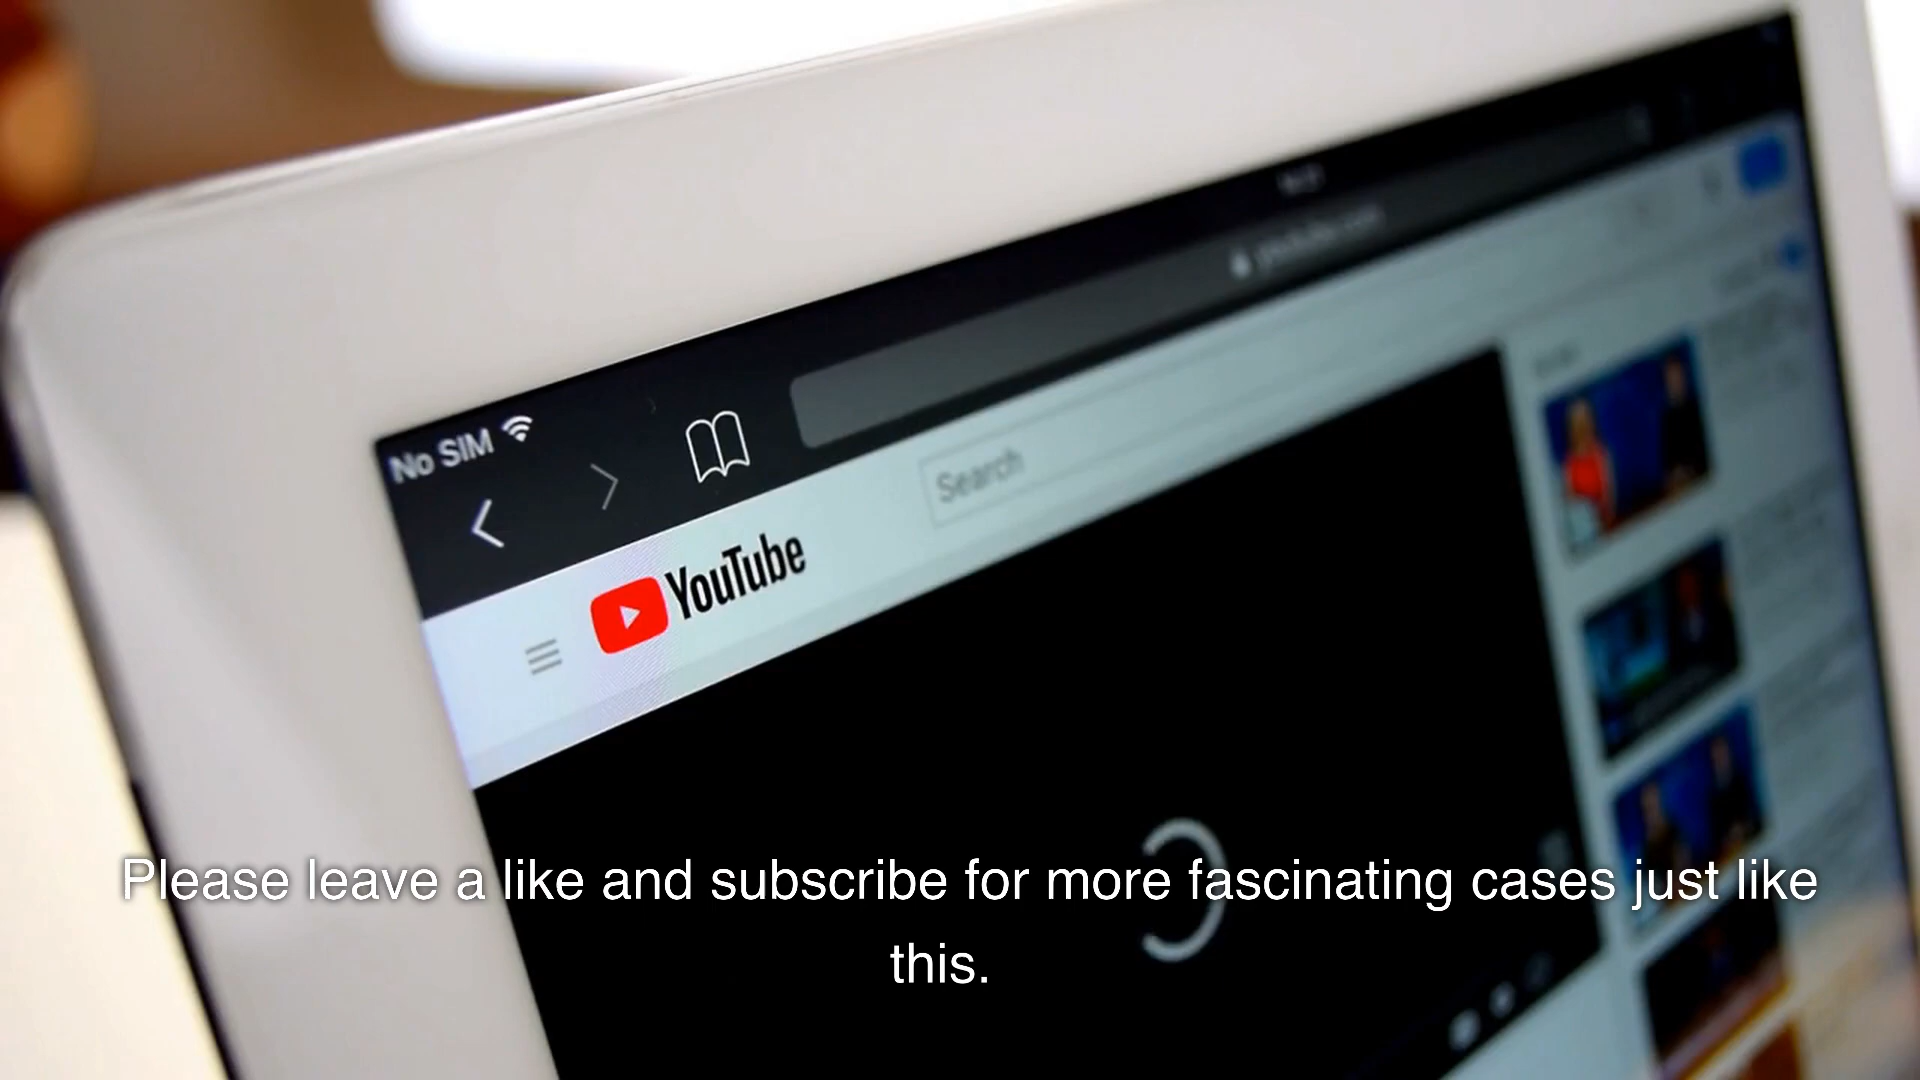 No SIM
Search
YouTube
Please leave a like and subscribe for more fascinating cases just like
this.